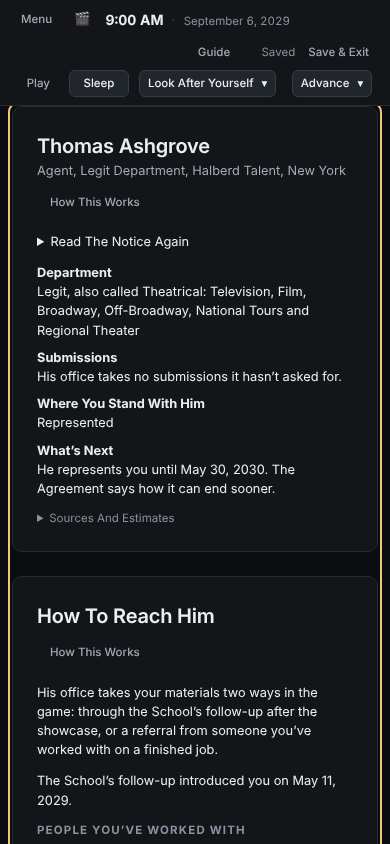 Menu 🎬 9:00 AM · September 6, 2029
Guide Saved Save & Exit
Play Sleep Look After Yourself ▾ Advance ▾
Thomas Ashgrove
Agent, Legit Department, Halberd Talent, New York
How This Works
▶ Read The Notice Again
Department
Legit, also called Theatrical: Television, Film,
Broadway, Off-Broadway, National Tours and
Regional Theater
Submissions
His office takes no submissions it hasn’t asked for.
Where You Stand With Him
Represented
What’s Next
He represents you until May 30, 2030. The
Agreement says how it can end sooner.
▶ Sources And Estimates
How To Reach Him
How This Works
His office takes your materials two ways in the
game: through the School’s follow-up after the
showcase, or a referral from someone you’ve
worked with on a finished job.
The School’s follow-up introduced you on May 11,
2029.
PEOPLE YOU’VE WORKED WITH